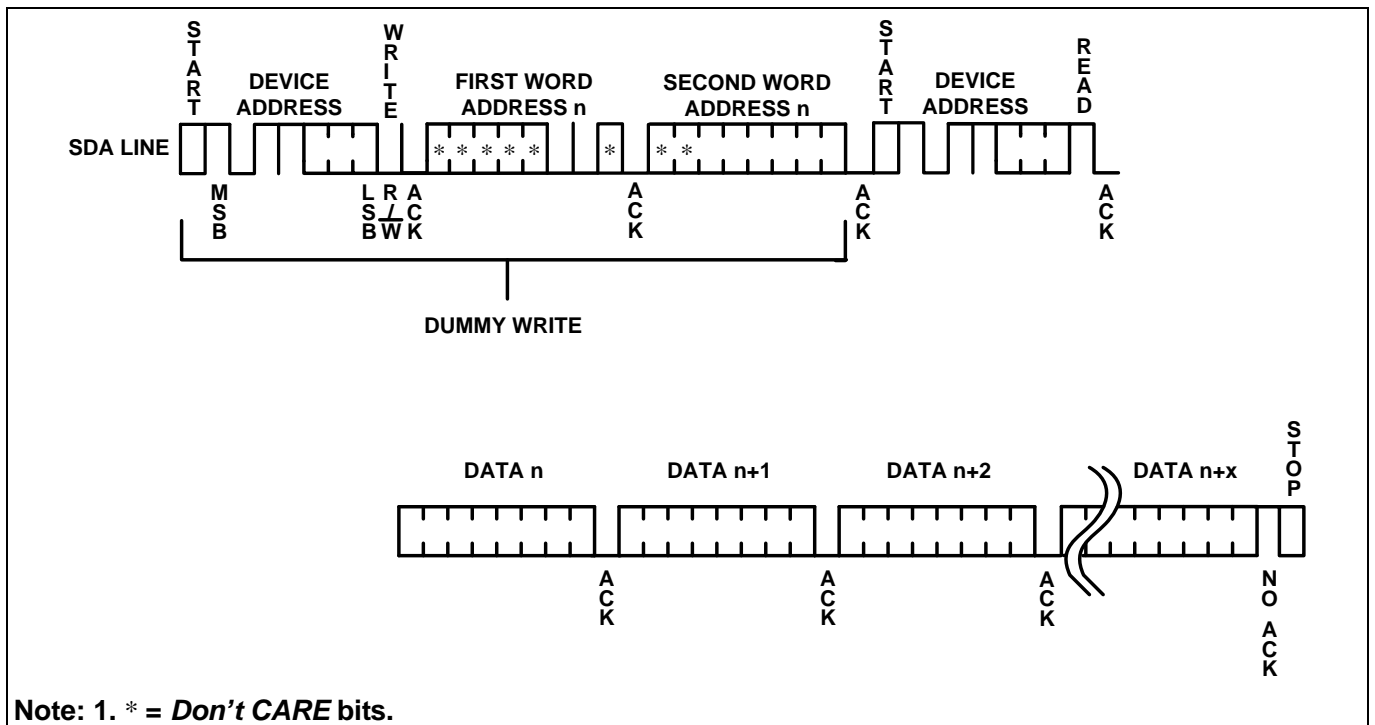 START
DEVICE
ADDRESS
WRITE
FIRST WORD
ADDRESS n
SECOND WORD
ADDRESS n
START
DEVICE
ADDRESS
READ
SDA LINE
* * * * *
*
* *
MSB
LSB
R/W
ACK
ACK
ACK
ACK
DUMMY WRITE
DATA n
DATA n+1
DATA n+2
DATA n+x
STOP
ACK
ACK
ACK
NO ACK
Note: 1. * = Don't CARE bits.